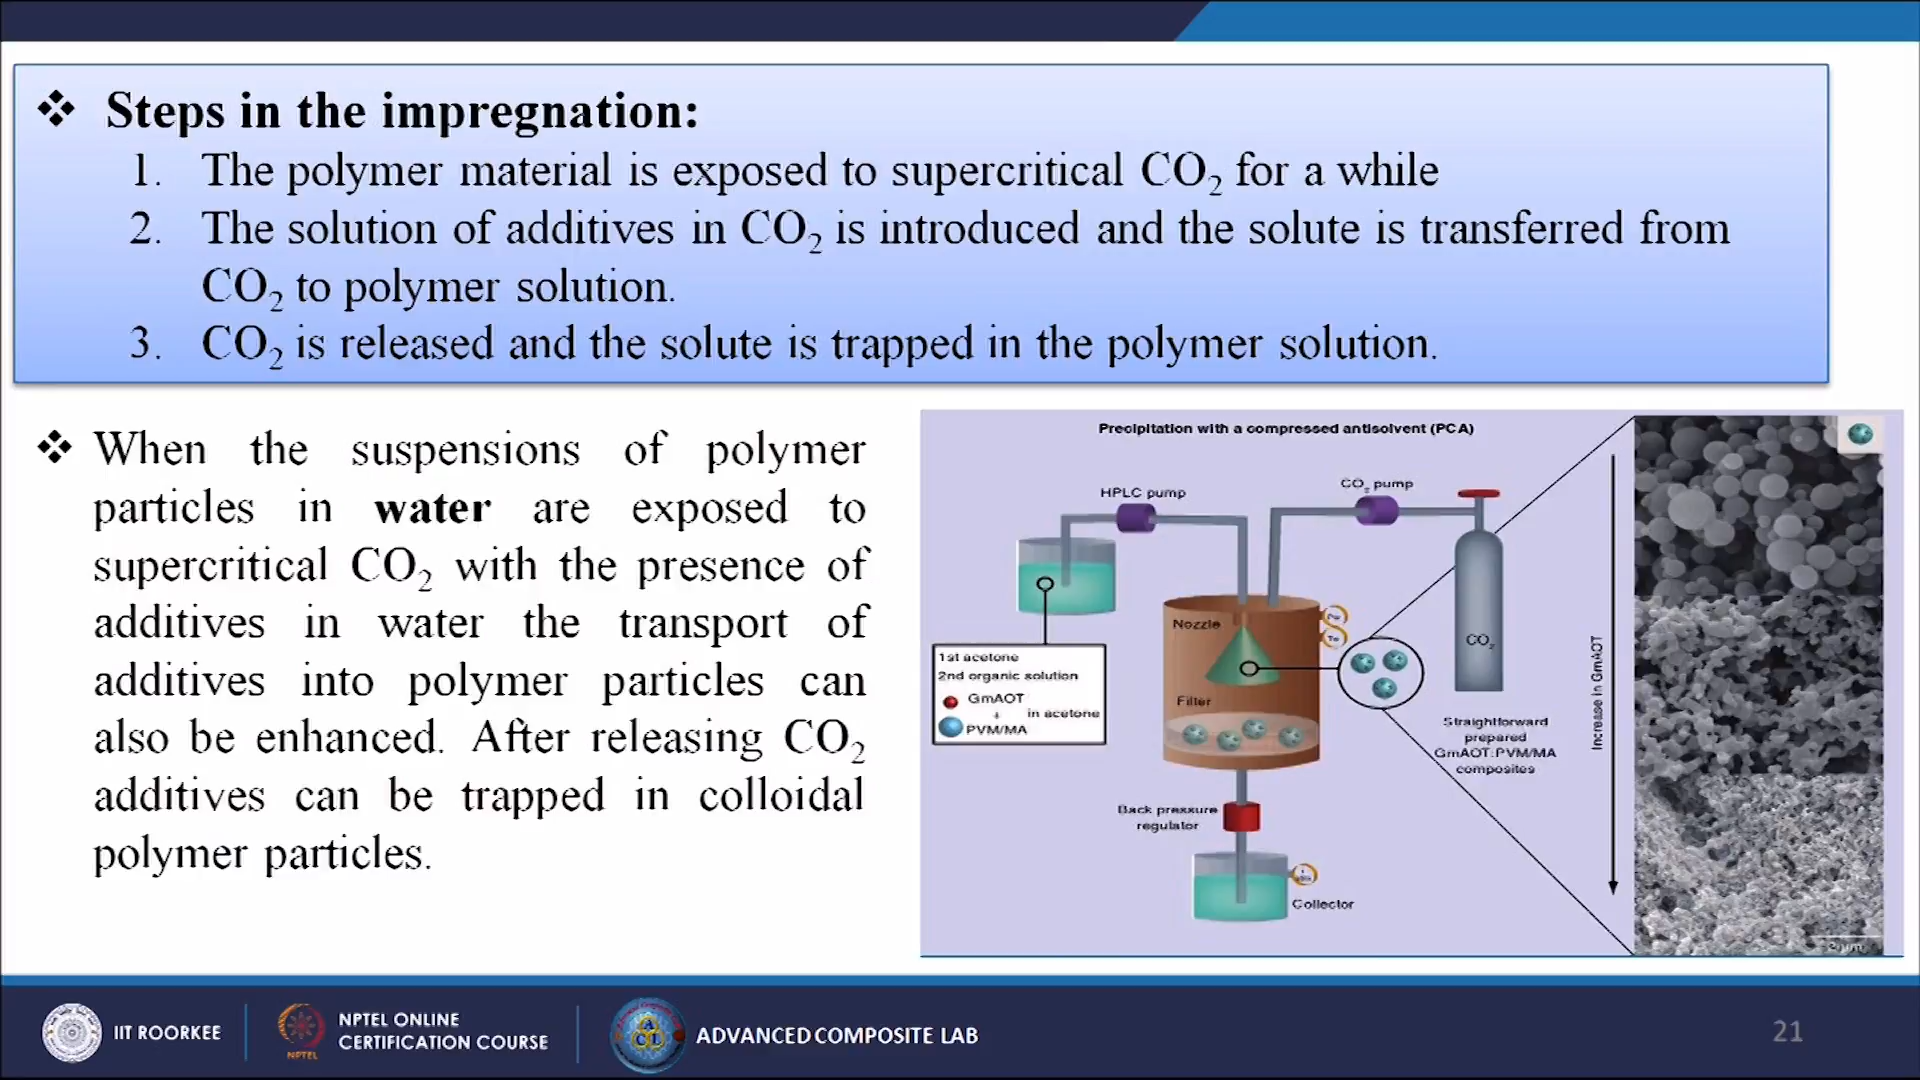 ❖ Steps in the impregnation:
1. The polymer material is exposed to supercritical CO₂ for a while
2. The solution of additives in CO₂ is introduced and the solute is transferred from
CO₂ to polymer solution.
3. CO₂ is released and the solute is trapped in the polymer solution.
❖ When the suspensions of polymer
particles in water are exposed to
supercritical CO₂ with the presence of
additives in water the transport of
additives into polymer particles can
also be enhanced. After releasing CO₂
additives can be trapped in colloidal
polymer particles.
Precipitation with a compressed antisolvent (PCA)
HPLC pump
CO₂ pump
Nozzle
CO₂
1st acetone
2nd organic solution
GmAOT
+
in acetone
PVM/MA
Filter
Straightforward
prepared
GmAOT:PVM/MA
composites
Increase in GmAOT
Back pressure
regulator
Collector
IIT ROORKEE
NPTEL
NPTEL ONLINE
CERTIFICATION COURSE
ACL
ADVANCED COMPOSITE LAB
21